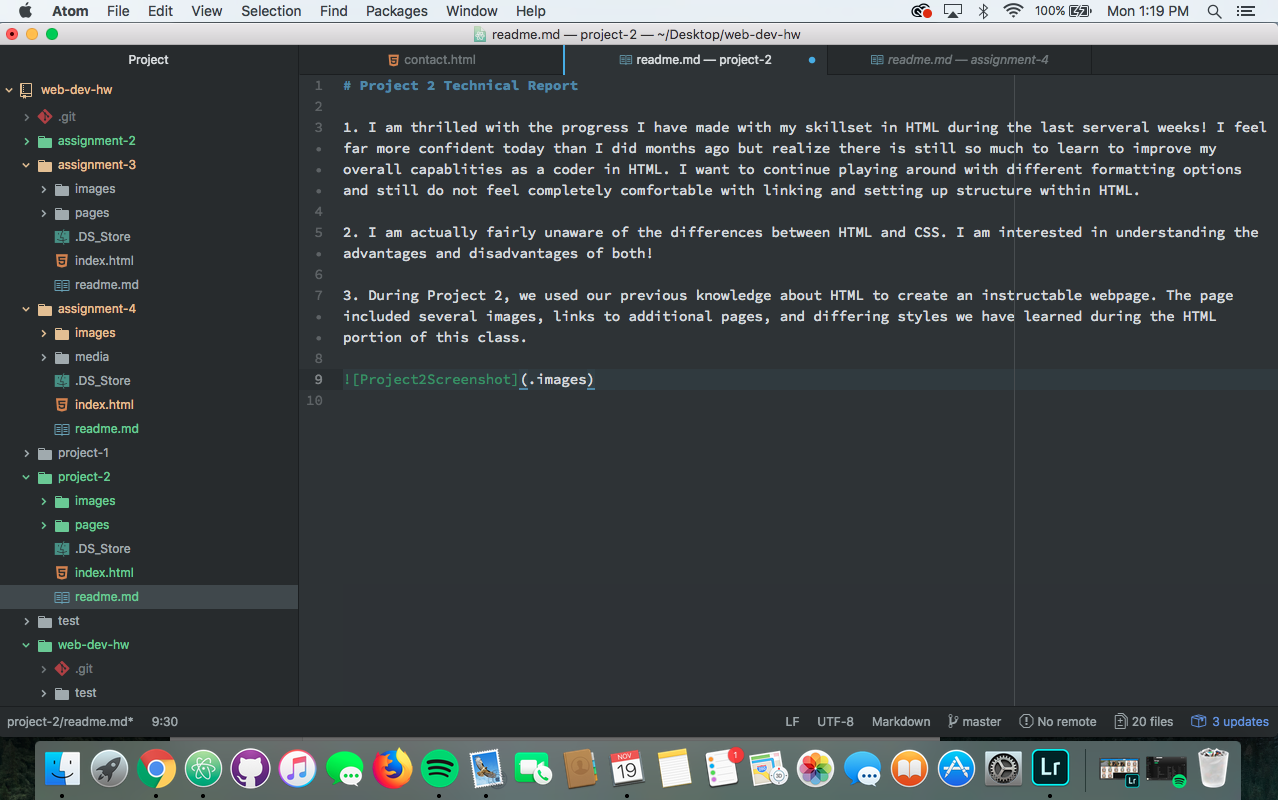 Atom File Edit View Selection Find Packages Window Help 100% Mon 1:19 PM
readme.md — project-2 — ~/Desktop/web-dev-hw
Project
contact.html
readme.md — project-2
readme.md — assignment-4
web-dev-hw
.git
assignment-2
assignment-3
images
pages
.DS_Store
index.html
readme.md
assignment-4
images
media
.DS_Store
index.html
readme.md
project-1
project-2
images
pages
.DS_Store
index.html
readme.md
test
web-dev-hw
.git
test
1 # Project 2 Technical Report
2
3 1. I am thrilled with the progress I have made with my skillset in HTML during the last serveral weeks! I feel
far more confident today than I did months ago but realize there is still so much to learn to improve my
overall capablities as a coder in HTML. I want to continue playing around with different formatting options
and still do not feel completely comfortable with linking and setting up structure within HTML.
4
5 2. I am actually fairly unaware of the differences between HTML and CSS. I am interested in understanding the
advantages and disadvantages of both!
6
7 3. During Project 2, we used our previous knowledge about HTML to create an instructable webpage. The page
included several images, links to additional pages, and differing styles we have learned during the HTML
portion of this class.
8
9 ![Project2Screenshot](.images)
10
project-2/readme.md* 9:30 LF UTF-8 Markdown master No remote 20 files 3 updates
NOV
19
1
3D
Lr
Lr